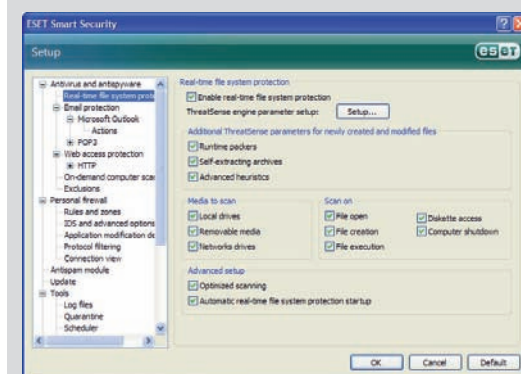 ESET Smart Security
Setup
eset
Antivirus and antispyware
Real-time file system prote
Email protection
Microsoft Outlook
Actions
POP3
Web access protection
HTTP
On-demand computer scan
Exclusions
Personal firewall
Rules and zones
IDS and advanced options
Application modification de
Protocol filtering
Connection view
Antispam module
Update
Tools
Log files
Quarantine
Scheduler
Real-time file system protection
Enable real-time file system protection
ThreatSense engine parameter setup: Setup...
Additional ThreatSense parameters for newly created and modified files
Runtime packers
Self-extracting archives
Advanced heuristics
Media to scan
Local drives
Removable media
Networks drives
Scan on
File open
File creation
File execution
Diskette access
Computer shutdown
Advanced setup
Optimized scanning
Automatic real-time file system protection startup
OK Cancel Default